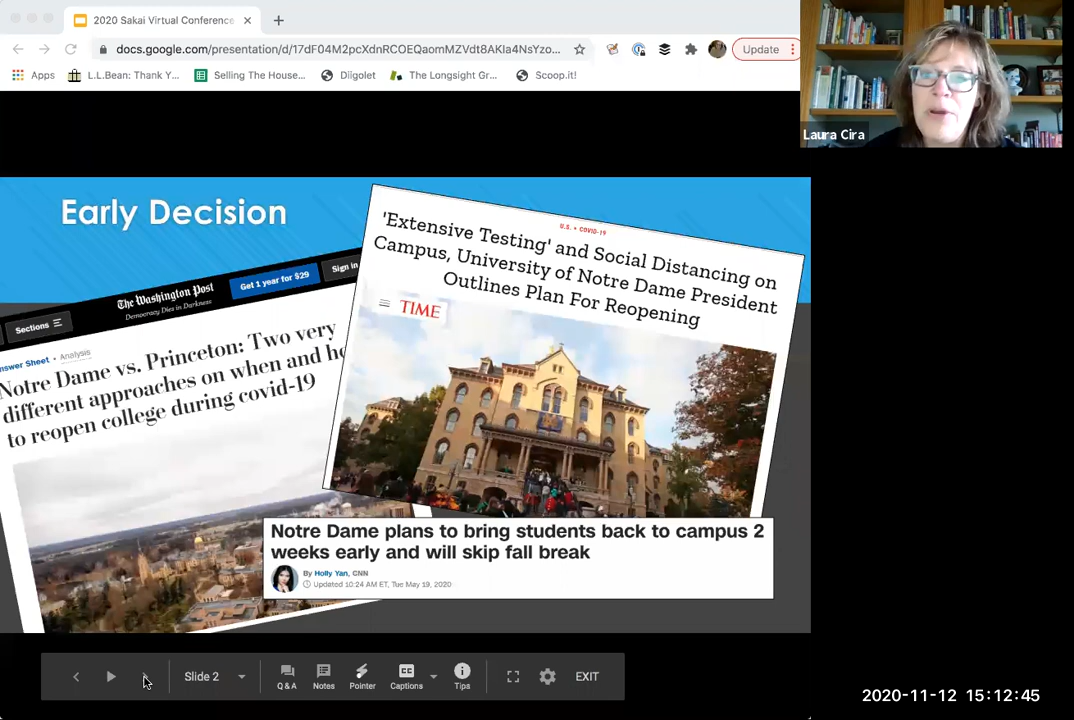 2020 Sakai Virtual Conference
docs.google.com/presentation/d/17dF04M2pcXdnRCOEQaomMZVdt8AKIa4NsYzo...
Update
Apps
L.L.Bean: Thank Y...
Selling The House...
Diigolet
The Longsight Gr...
Scoop.it!
Laura Cira
Early Decision
U.S. • COVID-19
'Extensive Testing' and Social Distancing on
Campus, University of Notre Dame President
Outlines Plan For Reopening
TIME
Sections
The Washington Post
Democracy Dies in Darkness
Get 1 year for $29
Sign in
nswer Sheet • Analysis
Notre Dame vs. Princeton: Two very
different approaches on when and ho
to reopen college during covid-19
Notre Dame plans to bring students back to campus 2
weeks early and will skip fall break
By Holly Yan, CNN
Updated 10:24 AM ET, Tue May 19, 2020
Slide 2
Q & A
Notes
Pointer
Captions
Tips
EXIT
2020-11-12 15:12:45